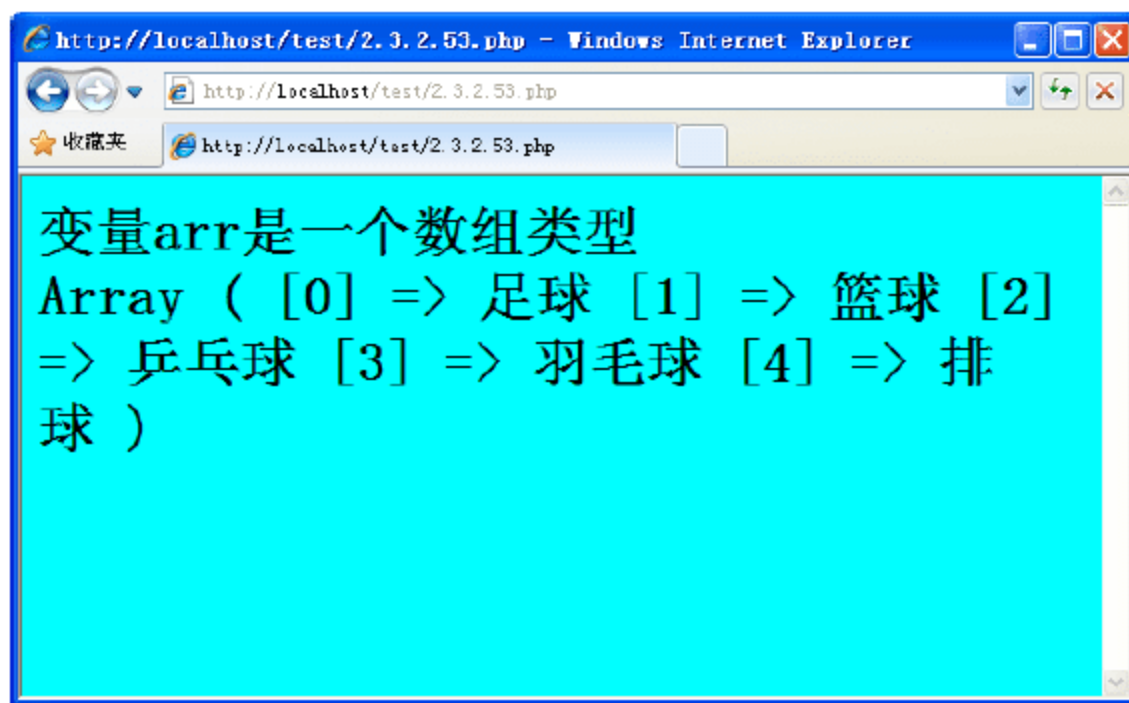 http://localhost/test/2.3.2.53.php - Windows Internet Explorer
http://localhost/test/2.3.2.53.php
收藏夹
http://localhost/test/2.3.2.53.php
变量arr是一个数组类型
Array ( [0] => 足球 [1] => 篮球 [2]
=> 乒乓球 [3] => 羽毛球 [4] => 排
球 )